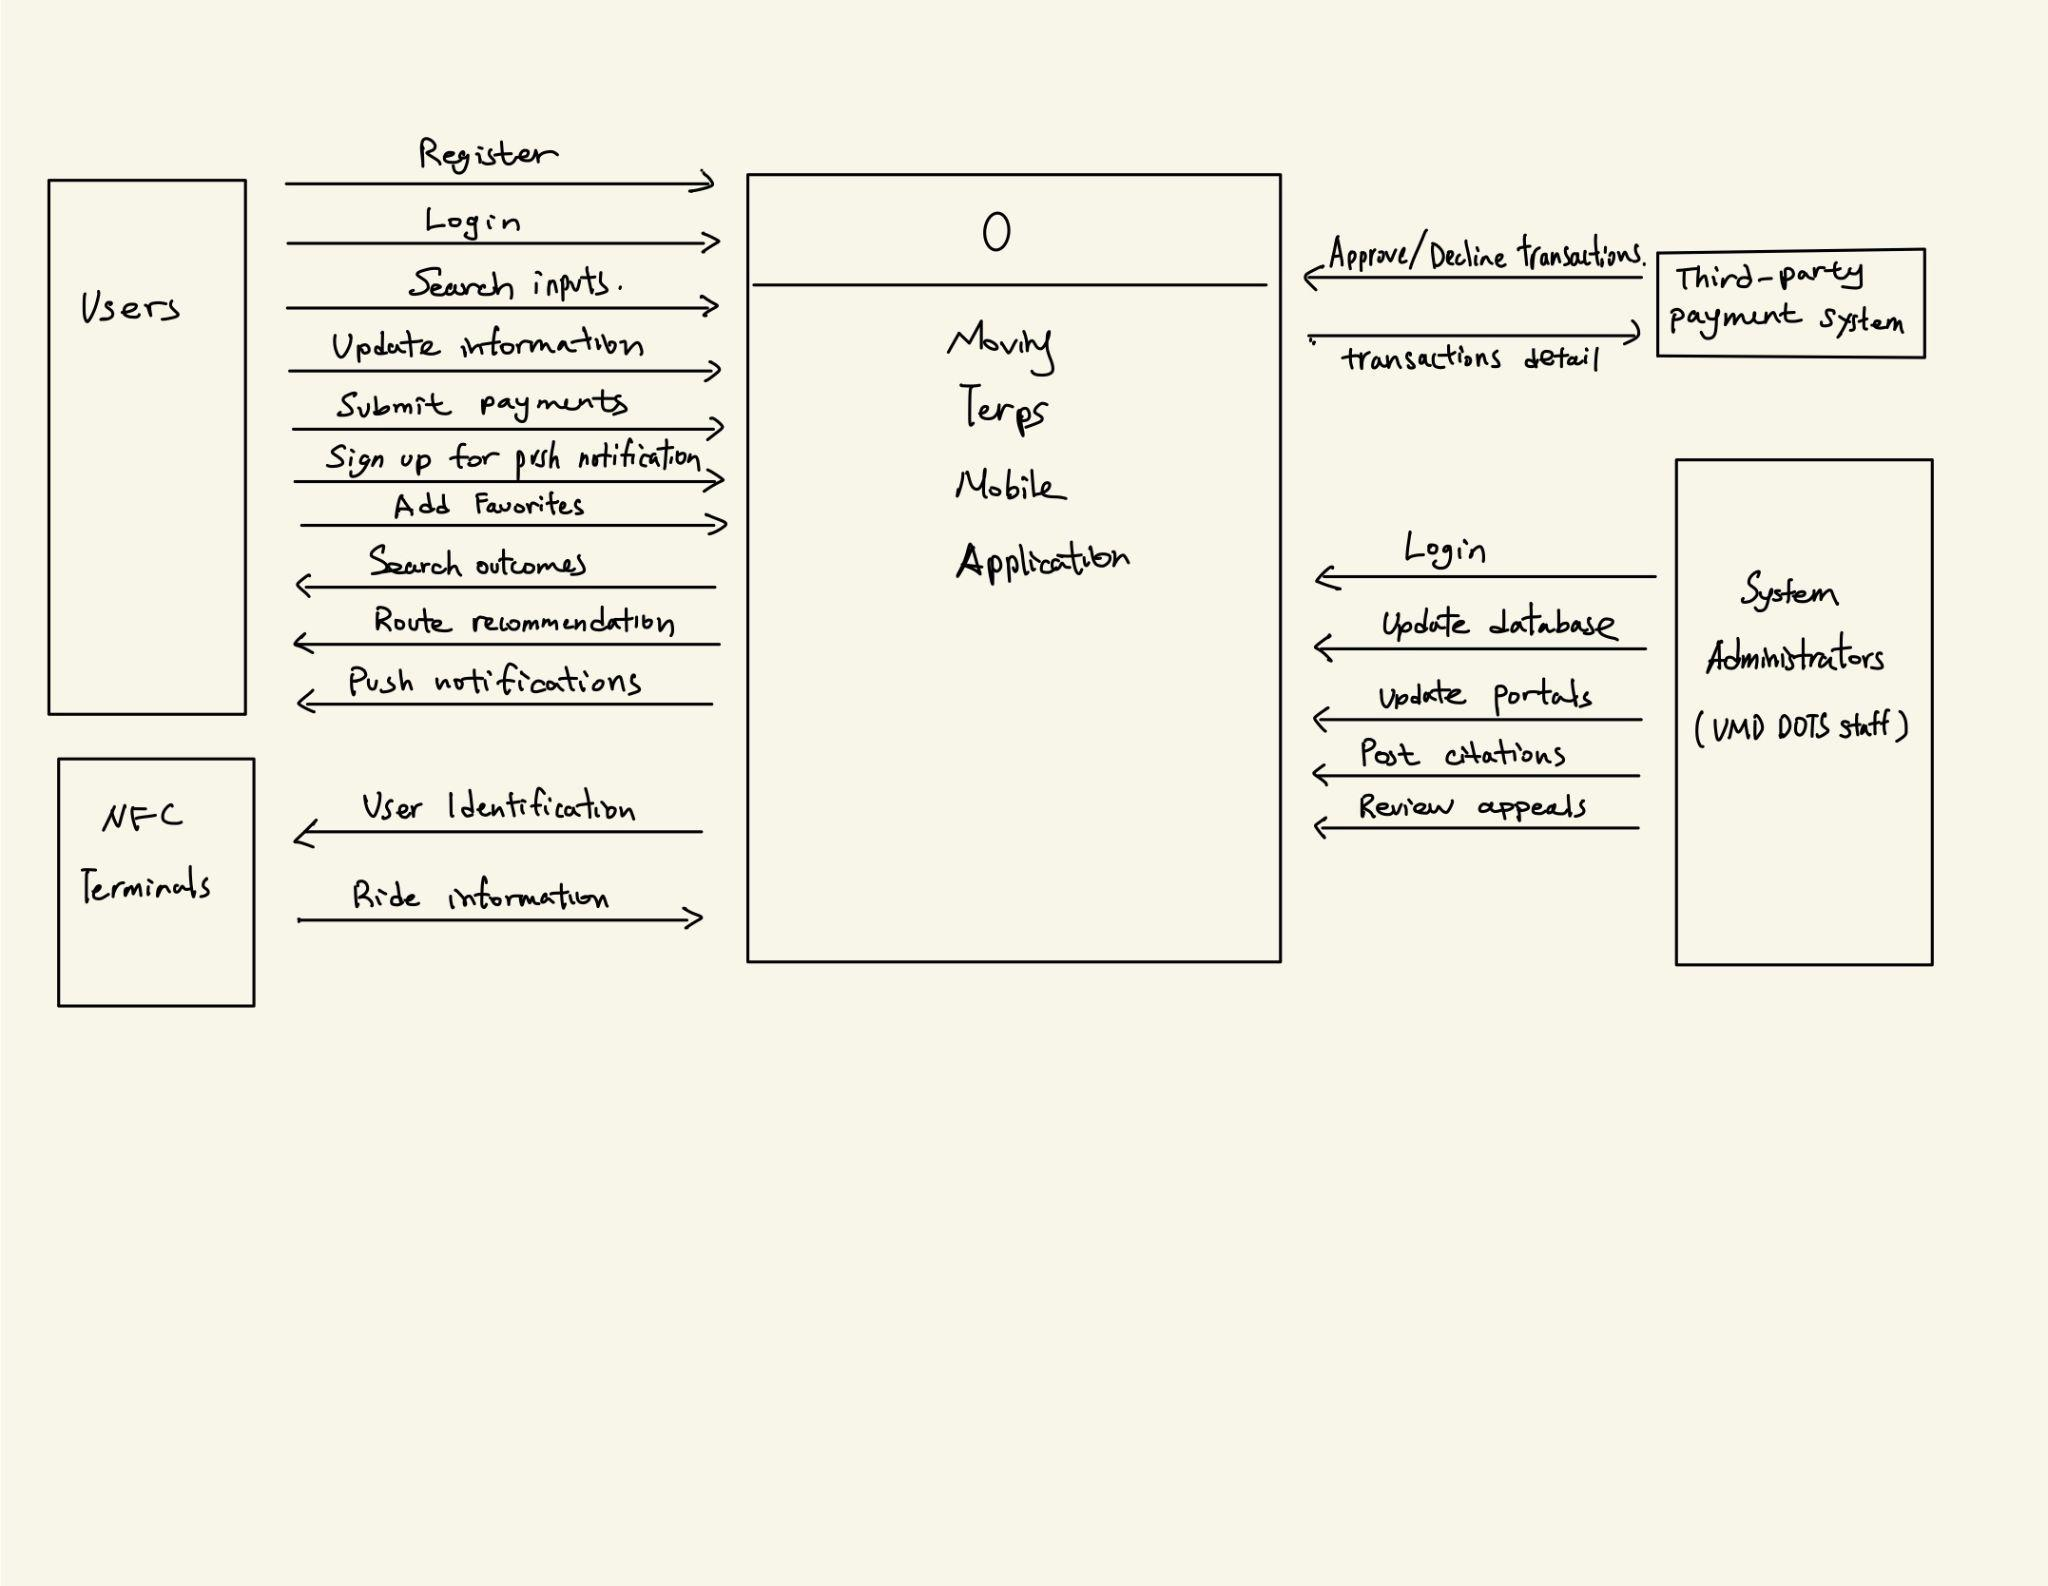 Register
Login
Search inputs.
Users
Update information
Submit payments
Sign up for push notification
Add Favorites
Search outcomes
Route recommendation
Push notifications
NFC
Terminals
User Identification
Ride information
0
Moving
Terps
Mobile
Application
Approve/Decline transactions.
transactions detail
Third-party
payment system
Login
Update database
Update portals
Post citations
Review appeals
System
Administrators
(UMD DOTS staff)